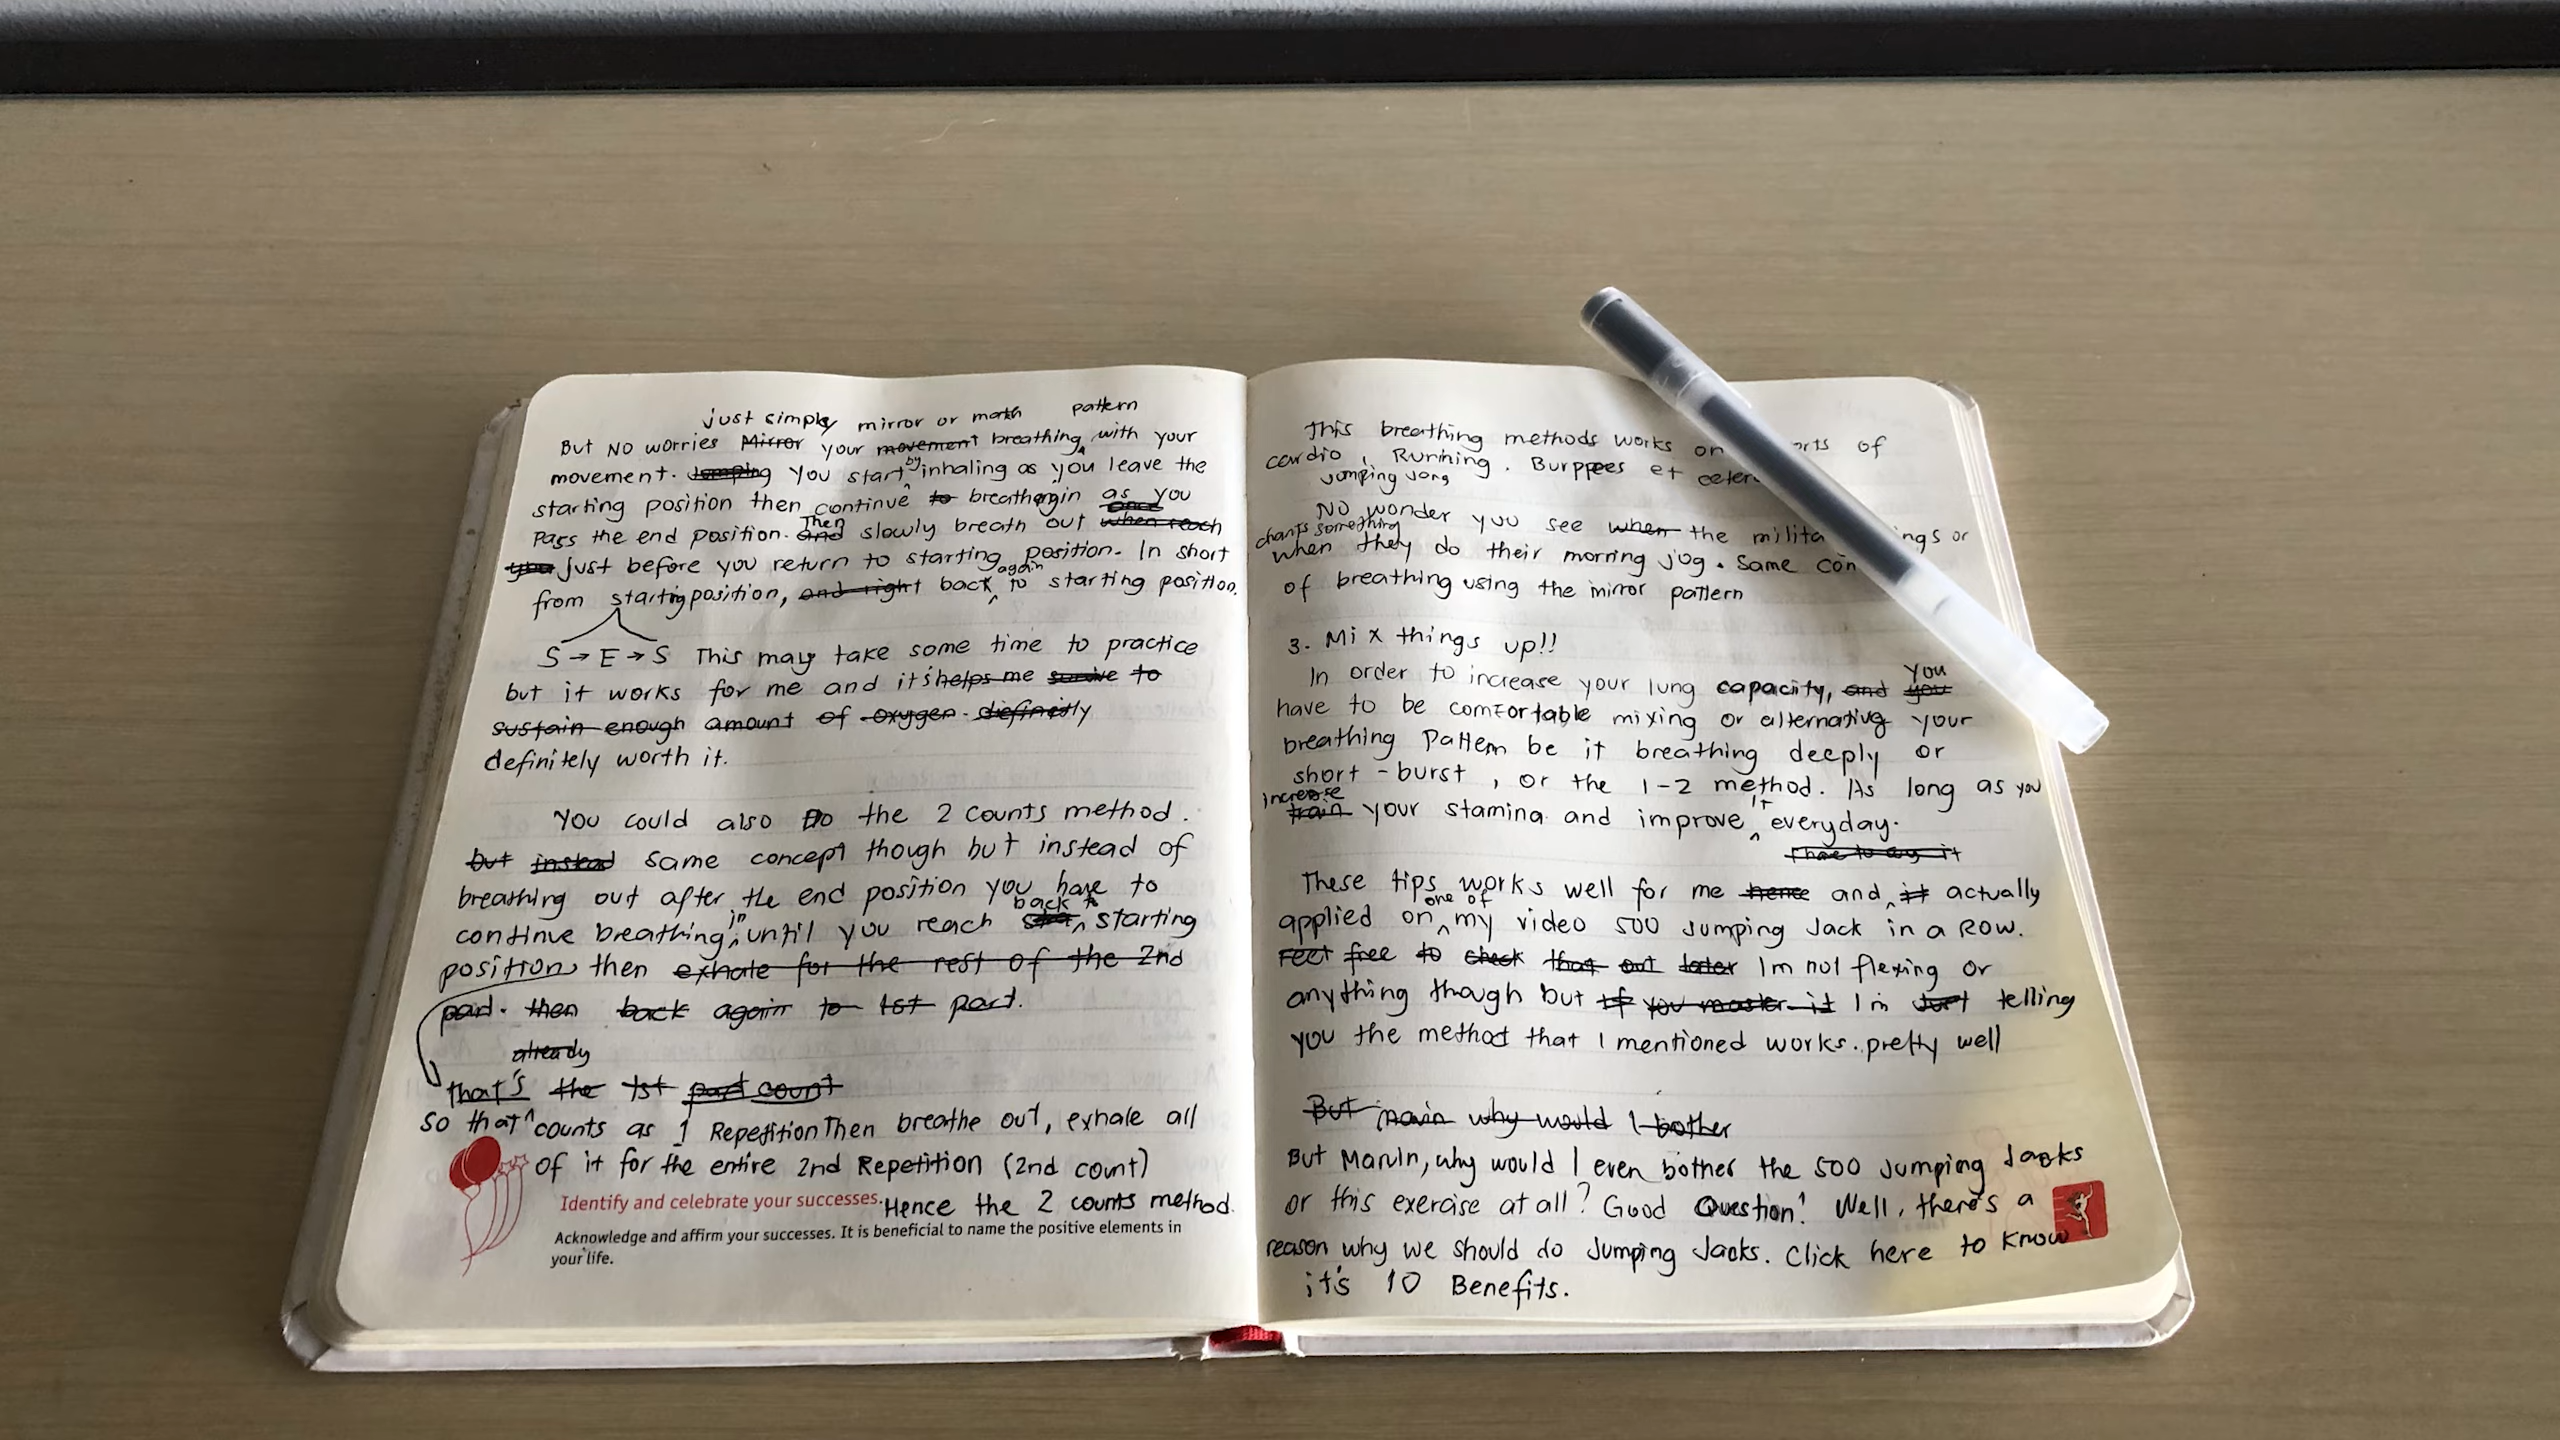 just simply mirror or match pattern
But NO worries Mirror your movement breathing with your
movement. Jumping You start by inhaling as you leave the
starting position then continue to breathing in as you
once
Pass the end position. and Then slowly breath out when reach
you just before you return to starting position. In short
from starting position, and right back again to starting position.
S → E → S This may take some time to practice
but it works for me and it's helps me survive to
sustain enough amount of oxygen. definetly
definitely worth it.
You could also Do the 2 counts method.
but instead same concept though but instead of
breathing out after the end position you have to
continue breathing in until you reach back to starting
position, then exhale for the rest of the 2nd
part. then back again to 1st part.
already
that's the 1st part count
so that counts as 1 Repetition Then breathe out, exhale all
of it for the entire 2nd Repetition (2nd count)
Identify and celebrate your successes. Hence the 2 counts method.
Acknowledge and affirm your successes. It is beneficial to name the positive elements in
your life.
This breathing methods works on of
cardio, Running. Burppees et
Jumping
NO wonder you see when the or
chants something
when they do their morning jog. Same
of breathing using the mirror pattern
3. Mix things up!!
In order to increase your lung capacity, and you you
have to be comfortable mixing or alternating your
breathing Pattern be it breathing deeply or
short-burst, or the 1-2 method. As long as you
increase
train your stamina and improve it everyday.
I have to say it
These tips works well for me hence and it actually
applied on one of my video 500 Jumping Jack in a ROW.
Feel free to check that out later Im not flexing or
anything though but if you master it Im just telling
you the method that I mentioned works. pretty well
But main why would I bother
But Marvin, why would I even bother the 500 Jumping Jacks
or this exercise at all? Good Question! Well, there's a
reason why we should do Jumping Jacks. Click here to know
it's 10 Benefits.